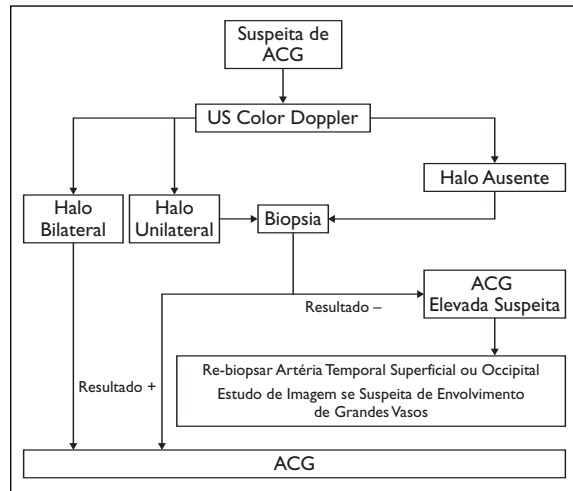 Suspeita de
ACG
US Color Doppler
Halo Ausente
Halo
Bilateral
Halo
Unilateral
Biopsia
ACG
Elevada Suspeita
Resultado –
Re-biopsar Artéria Temporal Superficial ou Occipital
Estudo de Imagem se Suspeita de Envolvimento
de Grandes Vasos
Resultado +
ACG